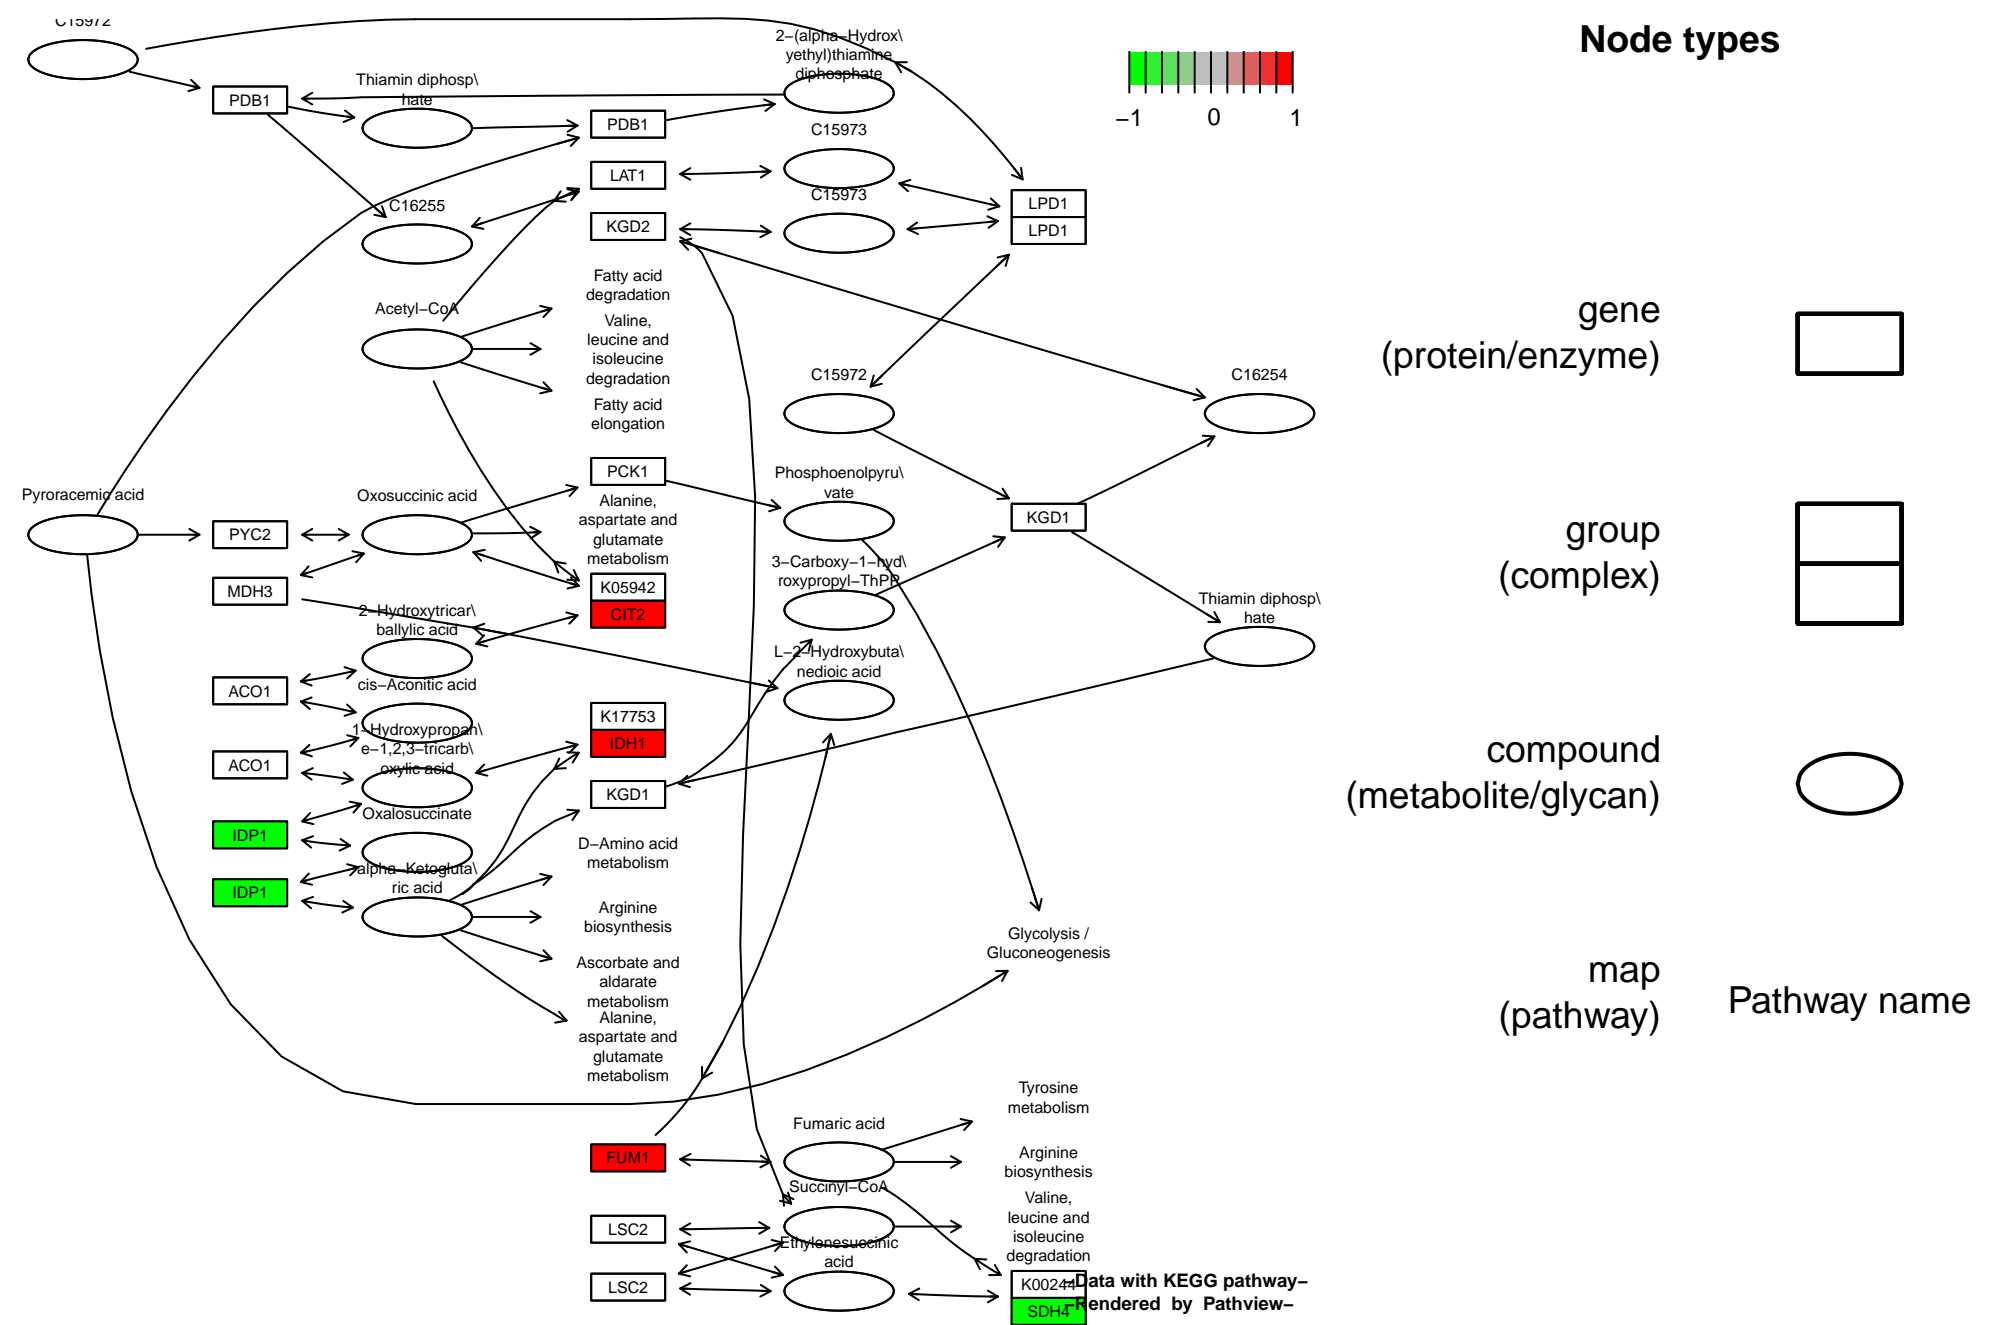 C15972
PDB1
Thiamin diphosp\
hate
2−(alpha−Hydrox\
yethyl)thiamine
diphosphate
PDB1
C15973
LAT1
C15973
C16255
KGD2
LPD1
LPD1
−1
0
1
Node types
Acetyl−CoA
Fatty acid
degradation
Valine,
leucine and
isoleucine
degradation
Fatty acid
elongation
C15972
C16254
gene
(protein/enzyme)
Pyroracemic acid
PYC2
MDH3
Oxosuccinic acid
PCK1
Alanine,
aspartate and
glutamate
metabolism
K05942
CIT2
Phosphoenolpyru\
vate
3−Carboxy−1−hyd\
roxypropyl−ThPP
KGD1
group
(complex)
2−Hydroxytricar\
ballylic acid
L−2−Hydroxybuta\
nedioic acid
Thiamin diphosp\
hate
ACO1
cis−Aconitic acid
ACO1
1−Hydroxypropan\
e−1,2,3−tricarb\
oxylic acid
K17753
IDH1
KGD1
compound
(metabolite/glycan)
IDP1
Oxalosuccinate
IDP1
alpha−Ketogluta\
ric acid
D−Amino acid
metabolism
Arginine
biosynthesis
Ascorbate and
aldarate
metabolism
Alanine,
aspartate and
glutamate
metabolism
Glycolysis /
Gluconeogenesis
map
(pathway)
Pathway name
FUM1
Fumaric acid
Tyrosine
metabolism
Arginine
biosynthesis
Succinyl−CoA
Valine,
leucine and
isoleucine
degradation
LSC2
LSC2
Ethylenesuccinic
acid
K00244
SDH4
−Data with KEGG pathway−
−Rendered by Pathview−